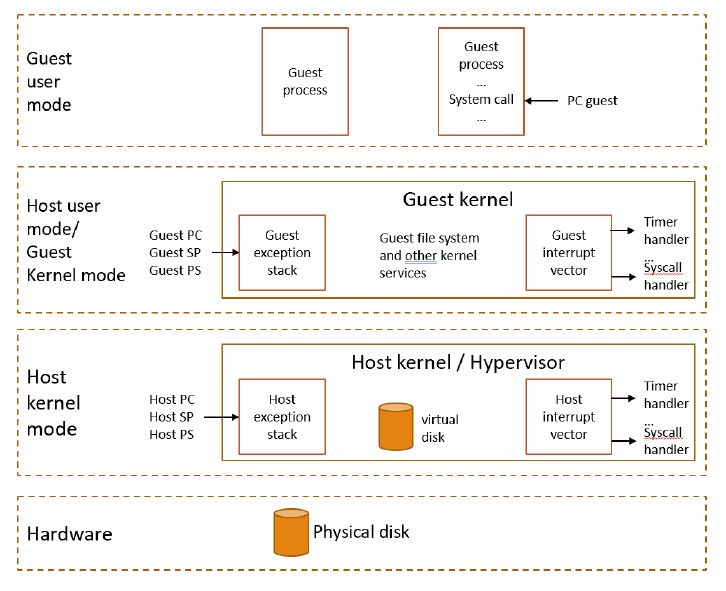 Guest
user
mode
Guest
process
Guest
process
...
System call
...
PC guest
Host user
mode/
Guest
Kernel mode
Guest PC
Guest SP
Guest PS
Guest kernel
Guest
exception
stack
Guest file system
and other kernel
services
Guest
interrupt
vector
Timer
handler
...
Syscall
handler
Host
kernel
mode
Host PC
Host SP
Host PS
Host kernel / Hypervisor
Host
exception
stack
virtual
disk
Host
interrupt
vector
Timer
handler
...
Syscall
handler
Hardware
Physical disk